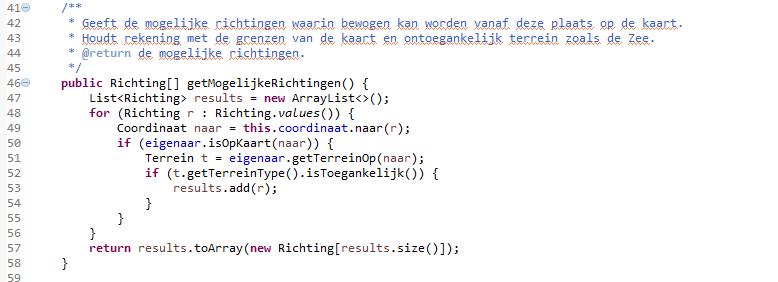 41 /**
42 * Geeft de mogelijke richtingen waarin bewogen kan worden vanaf deze plaats op de kaart.
43 * Houdt rekening met de grenzen van de kaart en ontoegankelijk terrein zoals de Zee.
44 * @return de mogelijke richtingen.
45 */
46 public Richting[] getMogelijkeRichtingen() {
47 List<Richting> results = new ArrayList<>();
48 for (Richting r : Richting.values()) {
49 Coordinaat naar = this.coordinaat.naar(r);
50 if (eigenaar.isOpKaart(naar)) {
51 Terrein t = eigenaar.getTerreinOp(naar);
52 if (t.getTerreinType().isToegankelijk()) {
53 results.add(r);
54 }
55 }
56 }
57 return results.toArray(new Richting[results.size()]);
58 }
59